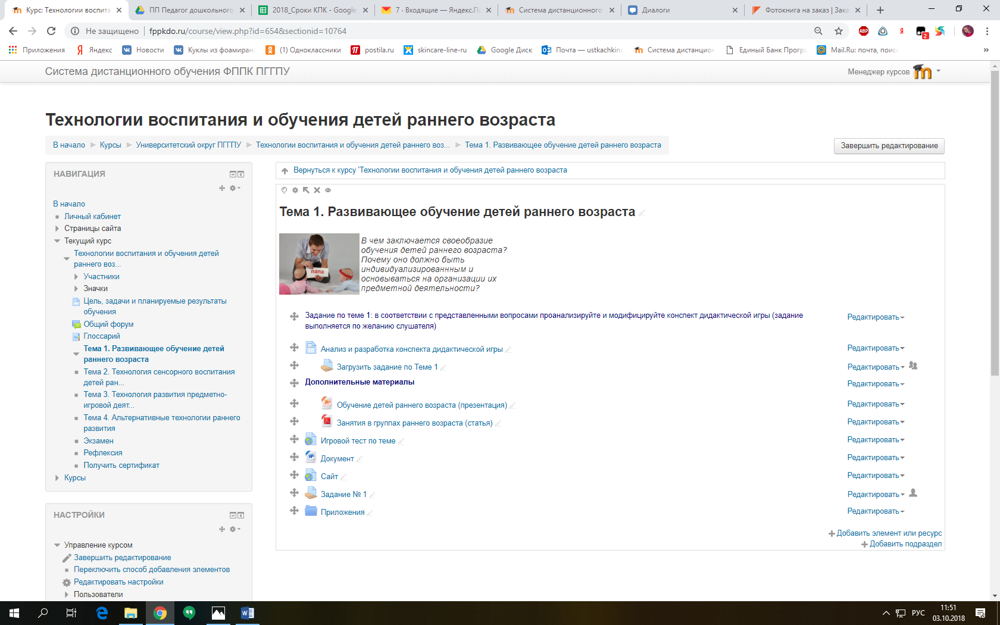 Курс: Технологии воспита
ПП Педагог дошкольного
2018_Сроки КПК - Google
7 · Входящие — Яндекс.По
Система дистанционного
Диалоги
Фотокнига на заказ | Зака
Не защищено
fppkdo.ru/course/view.php?id=654&sectionid=10764
ABP
Я
2
Приложения
Яндекс
Новости
Куклы из фоамирана
(1) Одноклассники
postila.ru
skincare-line-ru
Google Диск
Почта — ustkachkin
Система дистанцион
Единый Банк Прогр
Mail.Ru: почта, поис
»
Система дистанционного обучения ФППК ПГГПУ
Менеджер курсов
Технологии воспитания и обучения детей раннего возраста
В начало
Курсы
Университетский округ ПГГПУ
Технологии воспитания и обучения детей раннего воз...
Тема 1. Развивающее обучение детей раннего возраста
Завершить редактирование
НАВИГАЦИЯ
В начало
Личный кабинет
Страницы сайта
Текущий курс
Технологии воспитания и обучения детей
раннего воз...
Участники
Значки
Цель, задачи и планируемые результаты
обучения
Общий форум
Глоссарий
Тема 1. Развивающее обучение детей
раннего возраста
Тема 2. Технология сенсорного воспитания
детей ран...
Тема 3. Технология развития предметно-
игровой деят...
Тема 4. Альтернативные технологии раннего
развития
Экзамен
Рефлексия
Получить сертификат
Курсы
НАСТРОЙКИ
Управление курсом
Завершить редактирование
Переключить способ добавления элементов
Редактировать настройки
Пользователи
Вернуться к курсу 'Технологии воспитания и обучения детей раннего возраста
Тема 1. Развивающее обучение детей раннего возраста
папа
В чем заключается своеобразие
обучения детей раннего возраста?
Почему оно должно быть
индивидуализированнным и
основываться на организации их
предметной деятельности?
Задание по теме 1: в соответствии с представленными вопросами проанализируйте и модифицируйте конспект дидактической игры (задание
выполняется по желанию слушателя)
Редактировать
Анализ и разработка конспекта дидактической игры
Редактировать
Загрузить задание по Теме 1
Редактировать
Дополнительные материалы
Редактировать
Обучение детей раннего возраста (презентация)
Редактировать
Занятия в группах раннего возраста (статья)
Редактировать
Игровой тест по теме
Редактировать
Документ
Редактировать
Сайт
Редактировать
Задание № 1
Редактировать
Приложения
Редактировать
Добавить элемент или ресурс
Добавить подраздел
РУС
11:51
03.10.2018